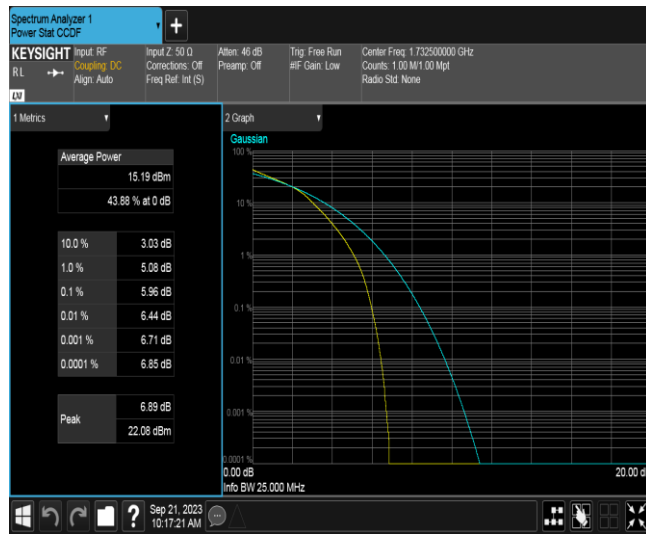 Spectrum Analyzer 1
Power Stat CCDF
+
KEYSIGHT
RL
LXI
Input: RF
Coupling: DC
Align: Auto
Input Z: 50 Ω
Corrections: Off
Freq Ref: Int (S)
Atten: 46 dB
Preamp: Off
Trig: Free Run
#IF Gain: Low
Center Freq: 1.732500000 GHz
Counts: 1.00 M/1.00 Mpt
Radio Std: None
1 Metrics
Average Power
15.19 dBm
43.88 % at 0 dB
10.0 % 3.03 dB
1.0 % 5.08 dB
0.1 % 5.96 dB
0.01 % 6.44 dB
0.001 % 6.71 dB
0.0001 % 6.85 dB
Peak
6.89 dB
22.08 dBm
2 Graph
Gaussian
100 %
10 %
1 %
0.1 %
0.01 %
0.001 %
0.0001 %
0.00 dB
20.00 d
Info BW 25.000 MHz
?
Sep 21, 2023
10:17:21 AM